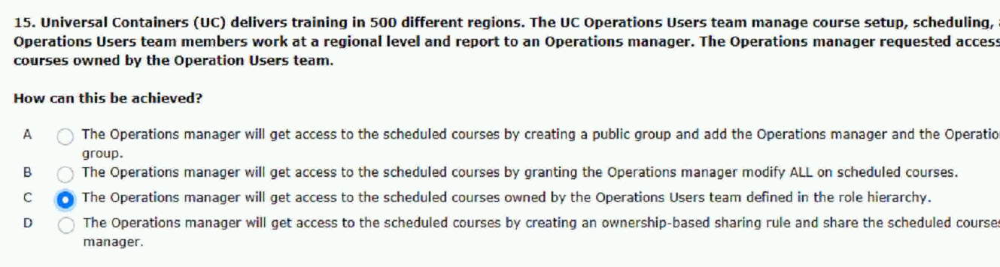 15. Universal Containers (UC) delivers training in 500 different regions. The UC Operations Users team manage course setup, scheduling,
Operations Users team members work at a regional level and report to an Operations manager. The Operations manager requested access
courses owned by the Operation Users team.
How can this be achieved?
A The Operations manager will get access to the scheduled courses by creating a public group and add the Operations manager and the Operatio
group.
B The Operations manager will get access to the scheduled courses by granting the Operations manager modify ALL on scheduled courses.
C The Operations manager will get access to the scheduled courses owned by the Operations Users team defined in the role hierarchy.
D The Operations manager will get access to the scheduled courses by creating an ownership-based sharing rule and share the scheduled courses
manager.